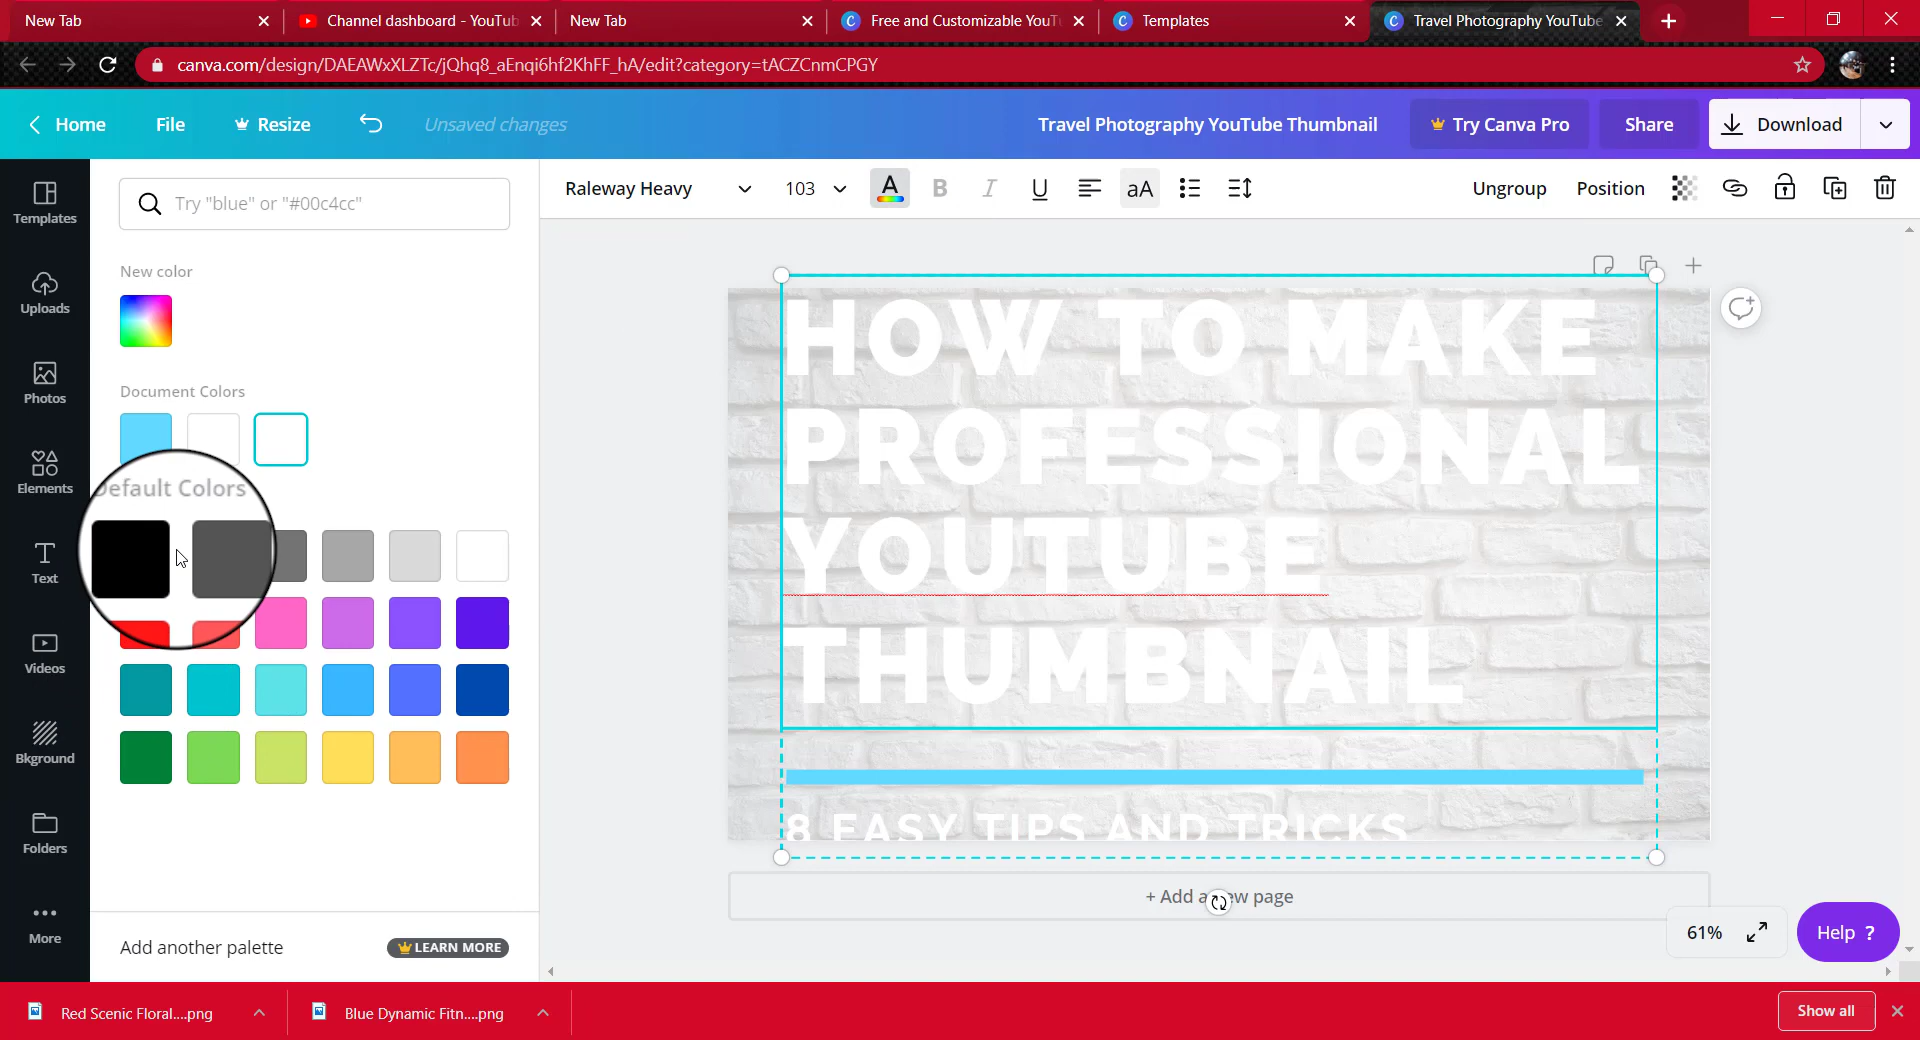 New Tab
Channel dashboard - YouTub
New Tab
Free and Customizable YouT
Templates
Travel Photography YouTube
canva.com/design/DAEAWxXLZTc/jQhq8_aEnqi6hf2KhFF_hA/edit?category=tACZCnmCPGY
Home
File
Resize
Unsaved changes
Travel Photography YouTube Thumbnail
Try Canva Pro
Share
Download
Templates
Uploads
Photos
Elements
Text
Videos
Bkground
Folders
More
Try "blue" or "#00c4cc"
New color
Document Colors
Default Colors
Add another palette
LEARN MORE
Raleway Heavy
103
A
B
I
U
aA
Ungroup
Position
HOW TO MAKE
PROFESSIONAL
YOUTUBE
THUMBNAIL
8 EASY TIPS AND TRICKS
+ Add a new page
61%
Help ?
Red Scenic Floral....png
Blue Dynamic Fitn....png
Show all